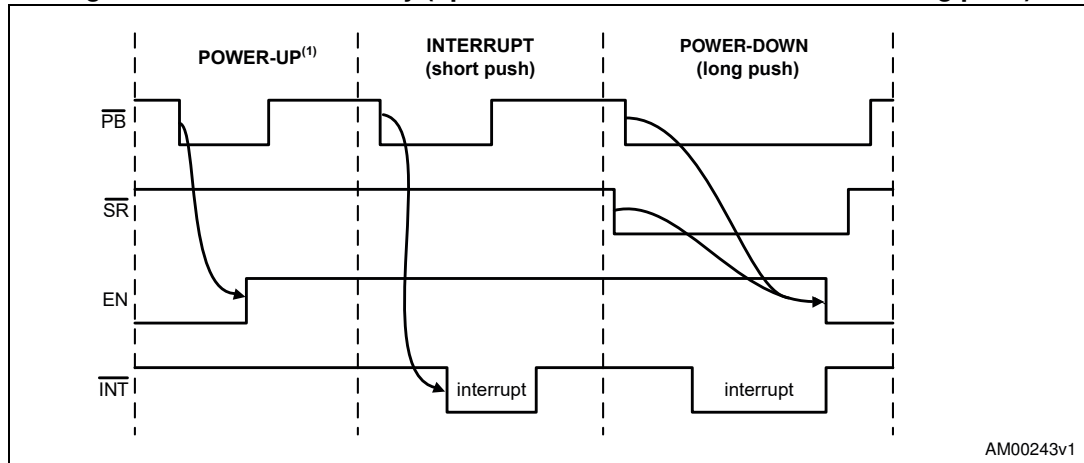 POWER-UP(1)
INTERRUPT
(short push)
POWER-DOWN
(long push)
PB
SR
EN
INT
interrupt
interrupt
AM00243v1